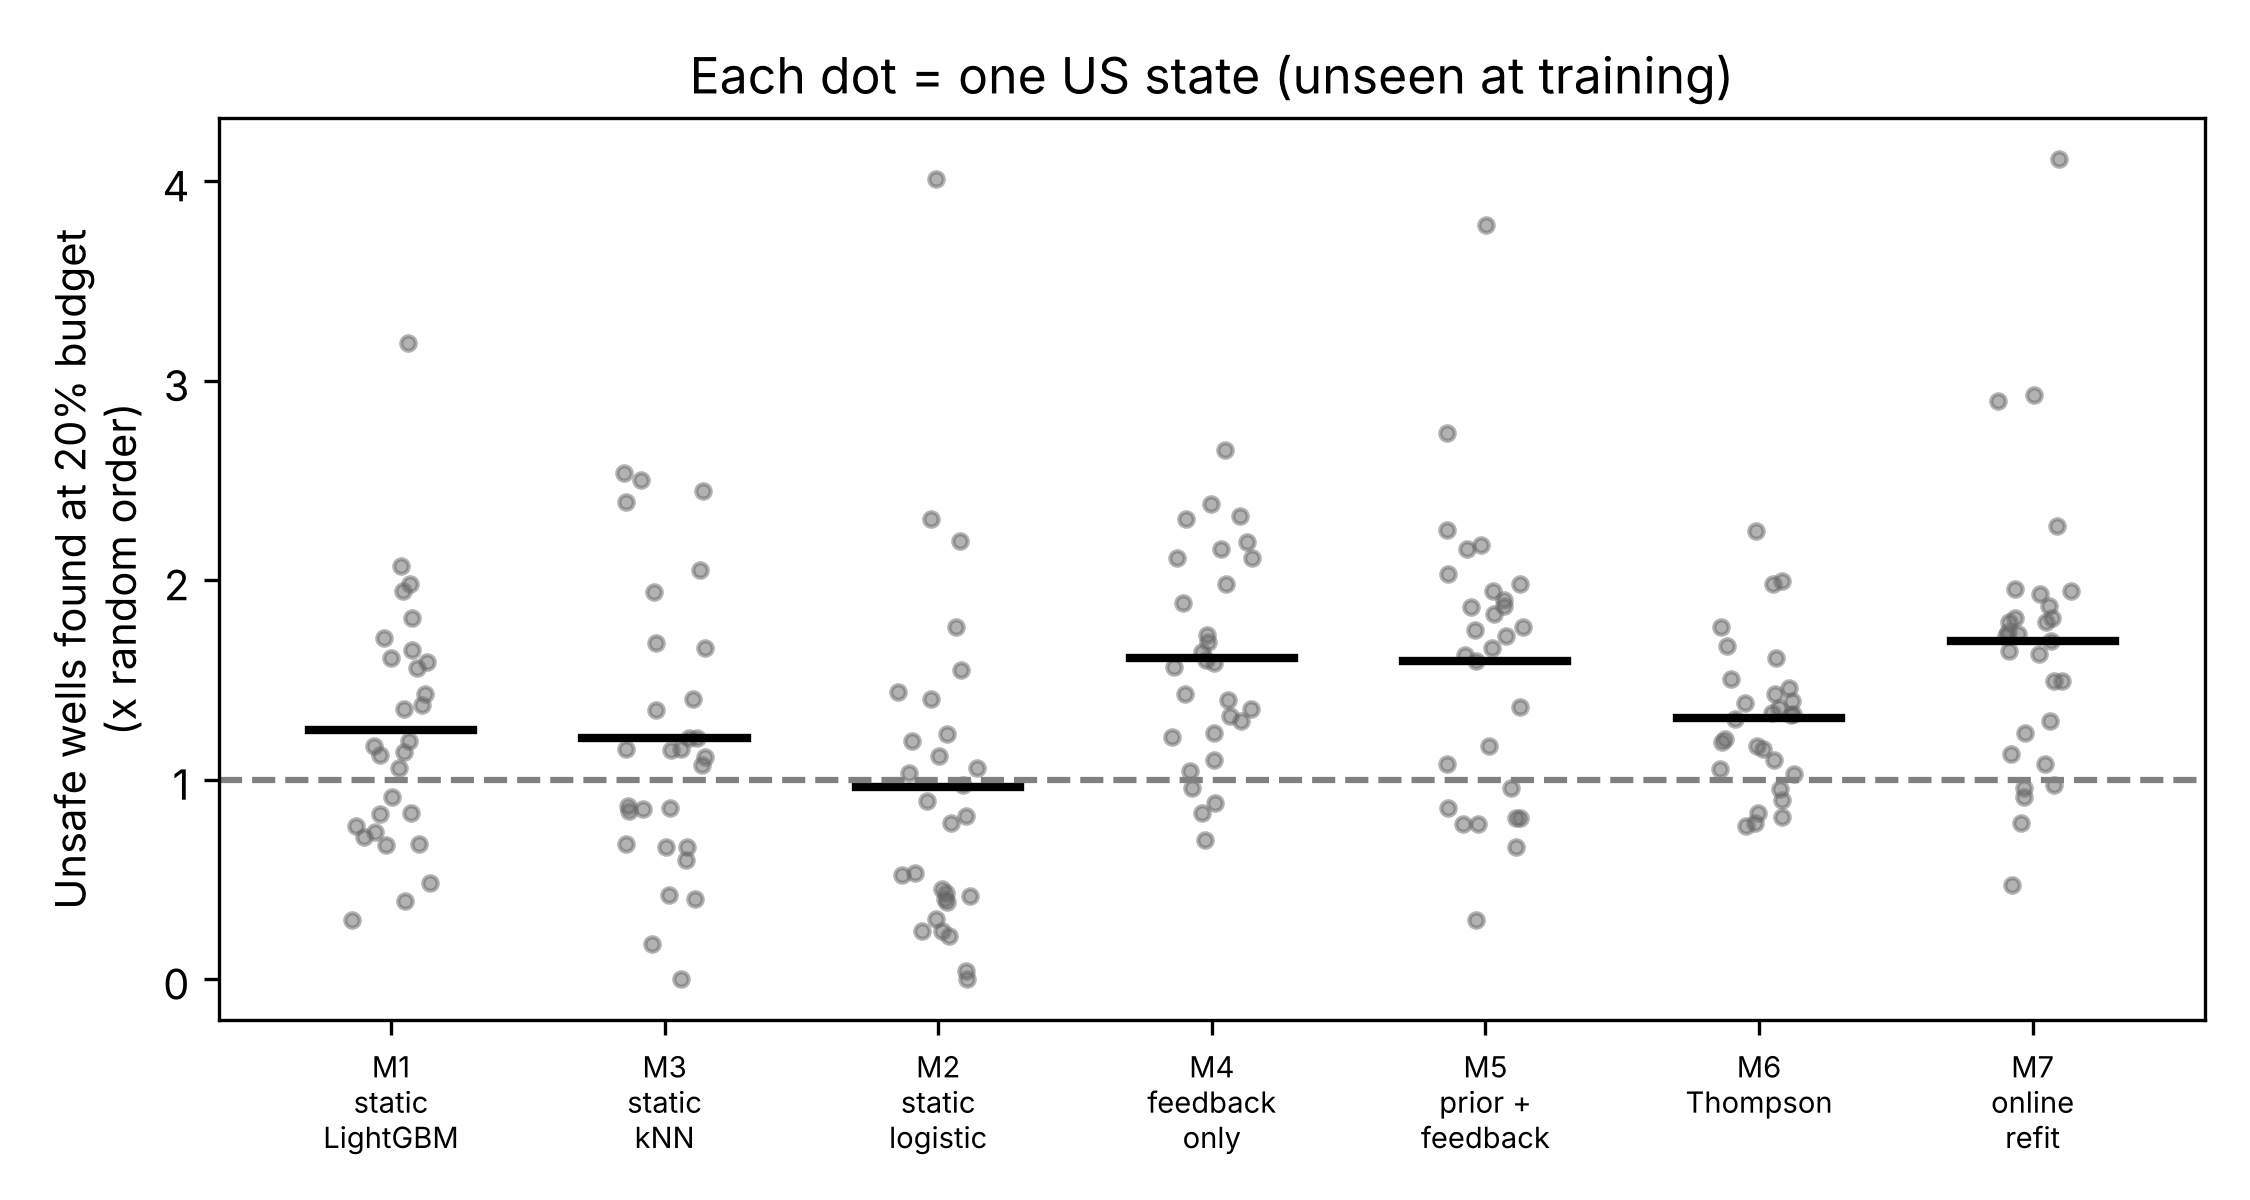 Each dot = one US state (unseen at training)
Unsafe wells found at 20% budget
(x random order)
4
3
2
1
0
M1
static
LightGBM
M3
static
kNN
M2
static
logistic
M4
feedback
only
M5
prior +
feedback
M6
Thompson
M7
online
refit